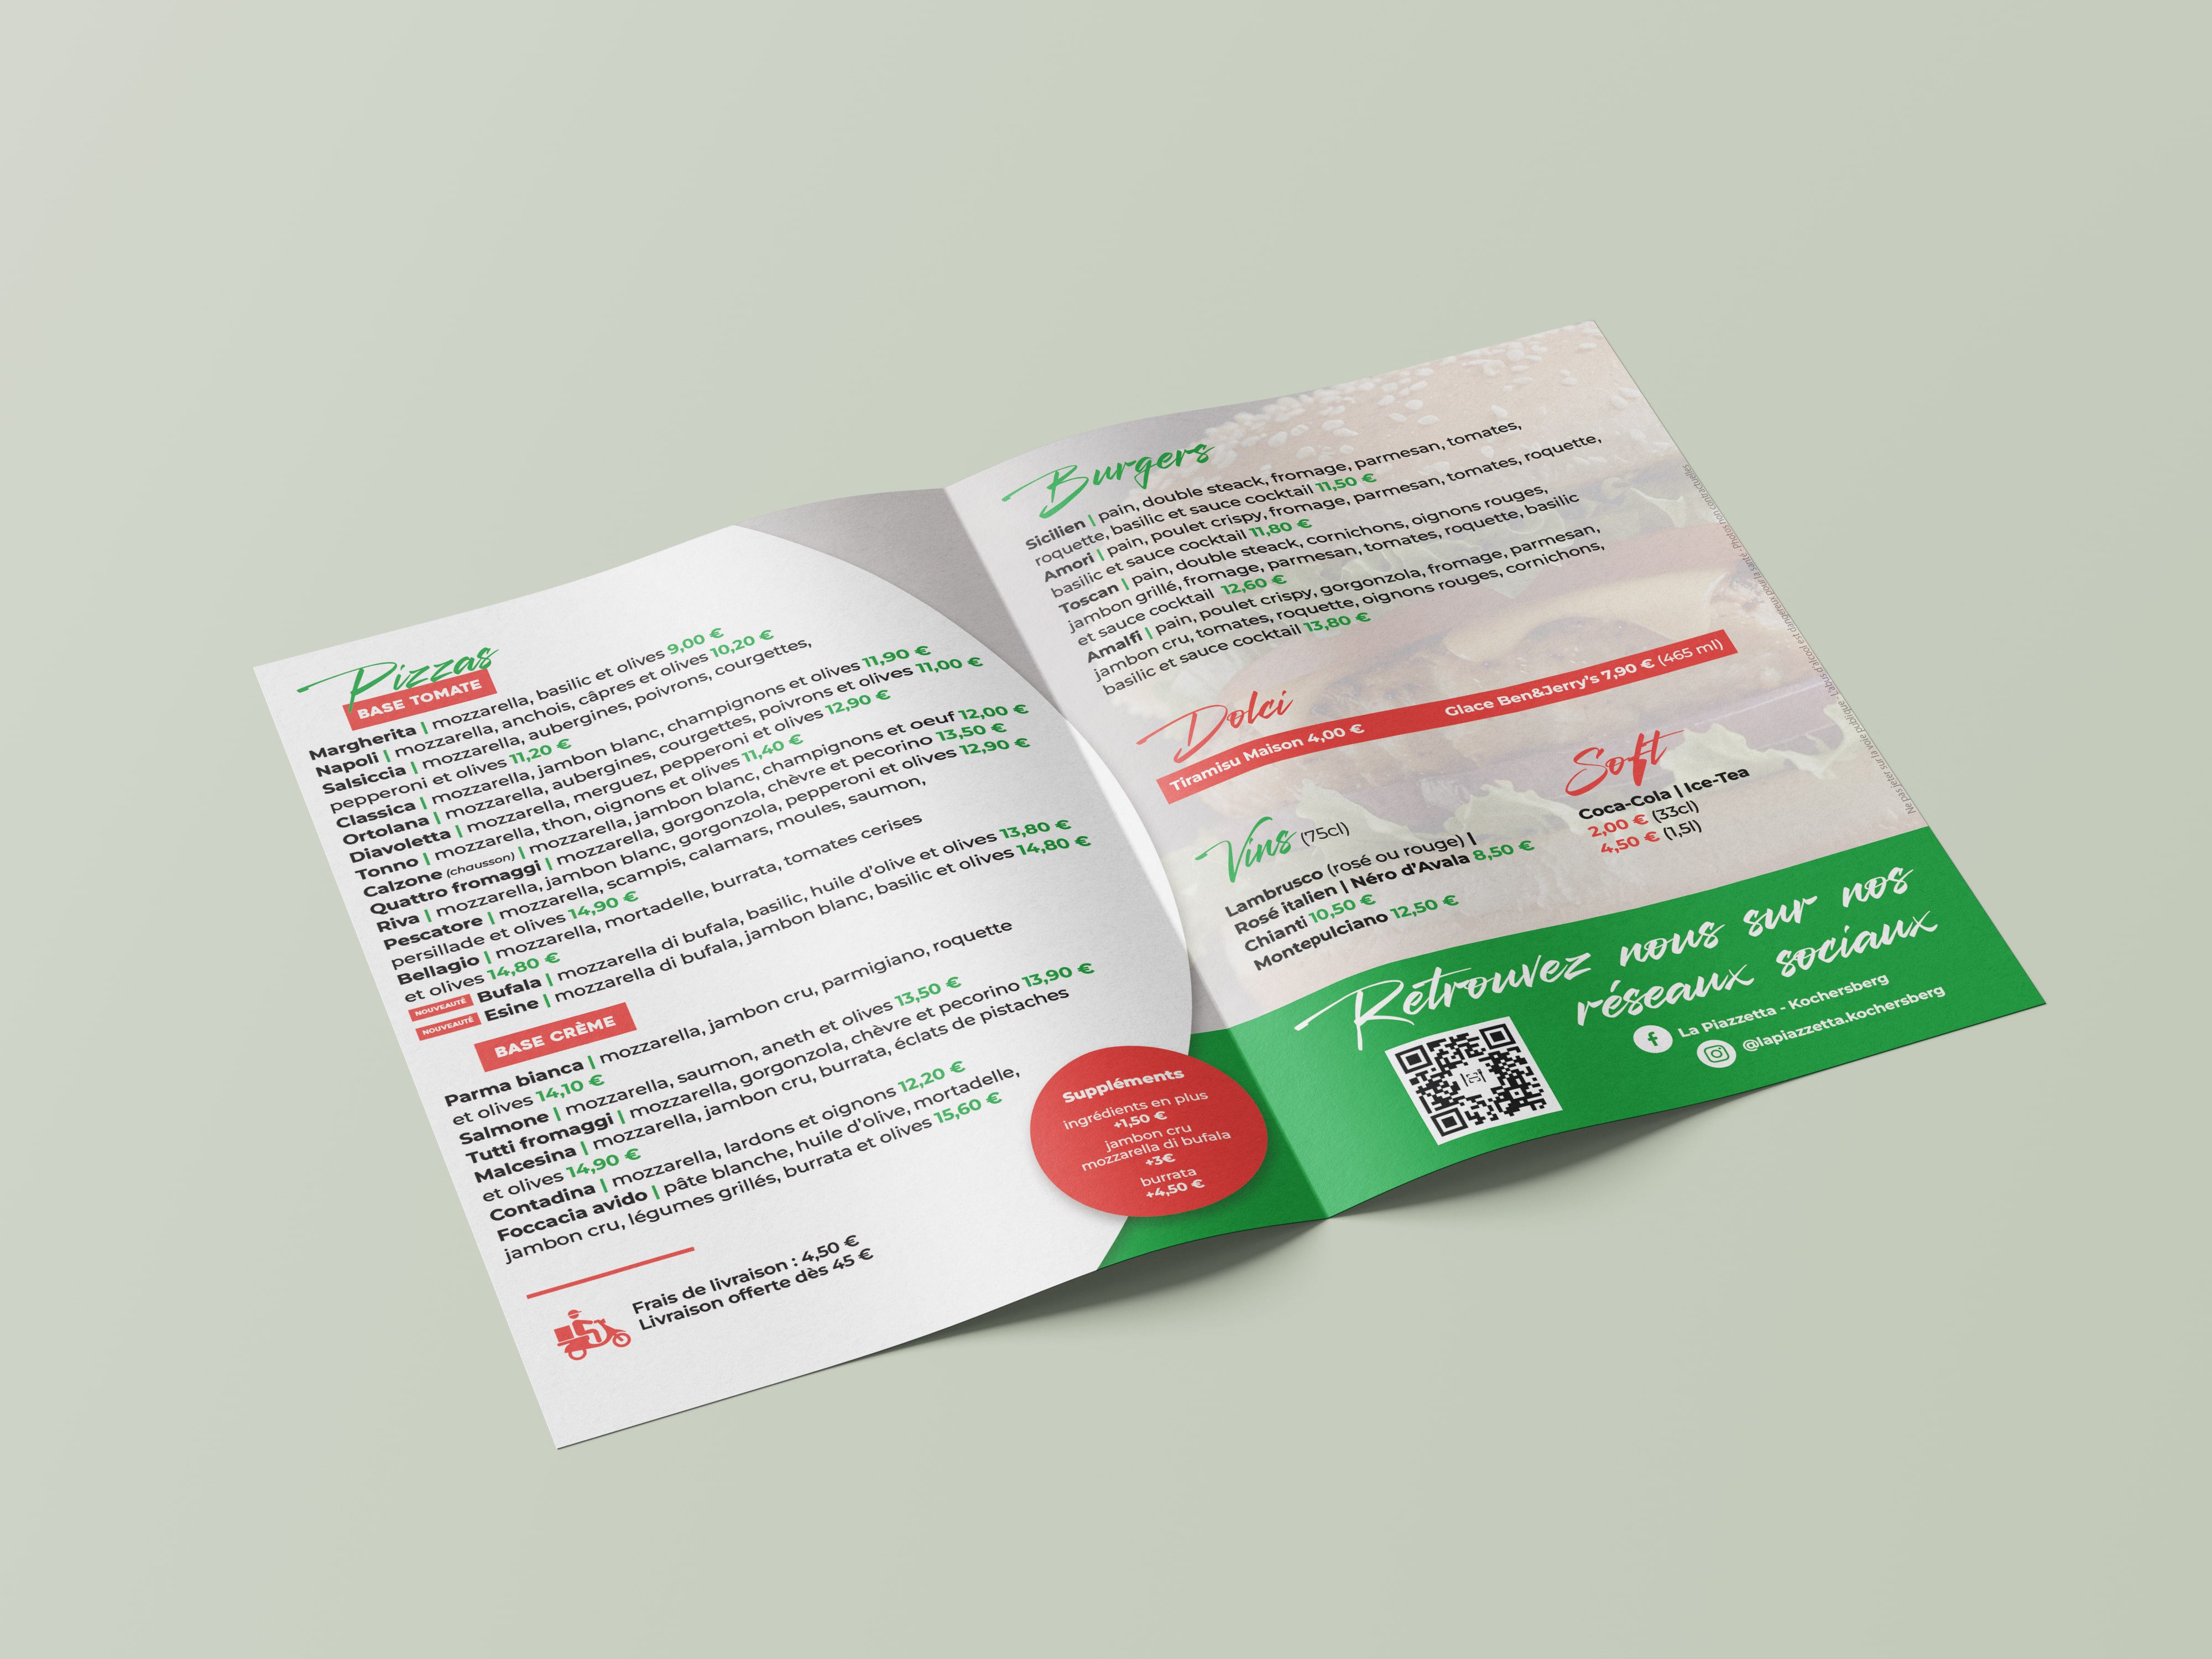 Pizzas
BASE TOMATE
Margherita | mozzarella, basilic et olives 9,00 €
Napoli | mozzarella, anchois, câpres et olives 10,20 €
Salsiccia | mozzarella, aubergines, poivrons, courgettes,
pepperoni et olives 11,20 €
Classica | mozzarella, jambon blanc, champignons et olives 11,90 €
Ortolana | mozzarella, aubergines, courgettes, poivrons et olives 11,00 €
Diavoletta | mozzarella, merguez, pepperoni et olives 12,90 €
Tonno | mozzarella, thon, oignons et olives 11,40 €
Calzone (chausson) | mozzarella, jambon blanc, champignons et oeuf 12,00 €
Quattro fromaggi | mozzarella, gorgonzola, chèvre et pecorino 13,50 €
Riva | mozzarella, jambon blanc, gorgonzola, pepperoni et olives 12,90 €
Pescatore | mozzarella, scampis, calamars, moules, saumon,
persillade et olives 14,90 €
Bellagio | mozzarella, mortadelle, burrata, tomates cerises
et olives 14,80 €
NOUVEAUTÉ Bufala | mozzarella di bufala, basilic, huile d'olive et olives 13,80 €
NOUVEAUTÉ Esine | mozzarella di bufala, jambon blanc, basilic et olives 14,80 €
BASE CRÈME
Parma bianca | mozzarella, jambon cru, parmigiano, roquette
et olives 14,10 €
Salmone | mozzarella, saumon, aneth et olives 13,50 €
Tutti fromaggi | mozzarella, gorgonzola, chèvre et pecorino 13,90 €
Malcesina | mozzarella, jambon cru, burrata, éclats de pistaches
et olives 14,90 €
Contadina | mozzarella, lardons et oignons 12,20 €
Foccacia avido | pâte blanche, huile d'olive, mortadelle,
jambon cru, légumes grillés, burrata et olives 15,60 €
Frais de livraison : 4,50 €
Livraison offerte dès 45 €
Suppléments
ingrédients en plus
+1,50 €
jambon cru
mozzarella di bufala
+3€
burrata
+4,50 €
Burgers
Sicilien | pain, double steack, fromage, parmesan, tomates,
roquette, basilic et sauce cocktail 11,50 €
Amori | pain, poulet crispy, fromage, parmesan, tomates, roquette,
basilic et sauce cocktail 11,80 €
Toscan | pain, double steack, cornichons, oignons rouges,
jambon grillé, fromage, parmesan, tomates, roquette, basilic
et sauce cocktail 12,60 €
Amalfi | pain, poulet crispy, gorgonzola, fromage, parmesan,
jambon cru, tomates, roquette, oignons rouges, cornichons,
basilic et sauce cocktail 13,80 €
Dolci
Tiramisu Maison 4,00 € Glace Ben&Jerry's 7,90 € (465 ml)
Vins (75cl)
Lambrusco (rosé ou rouge) |
Rosé italien | Néro d'Avala 8,50 €
Chianti 10,50 €
Montepulciano 12,50 €
Soft
Coca-Cola | Ice-Tea
2,00 € (33cl)
4,50 € (1,5l)
Ne pas jeter sur la voie publique - L'abus d'alcool est dangereux pour la santé - Photos non contractuelles
Retrouvez nous sur nos
réseaux sociaux
La Piazzetta - Kochersberg
@lapiazzetta.kochersberg